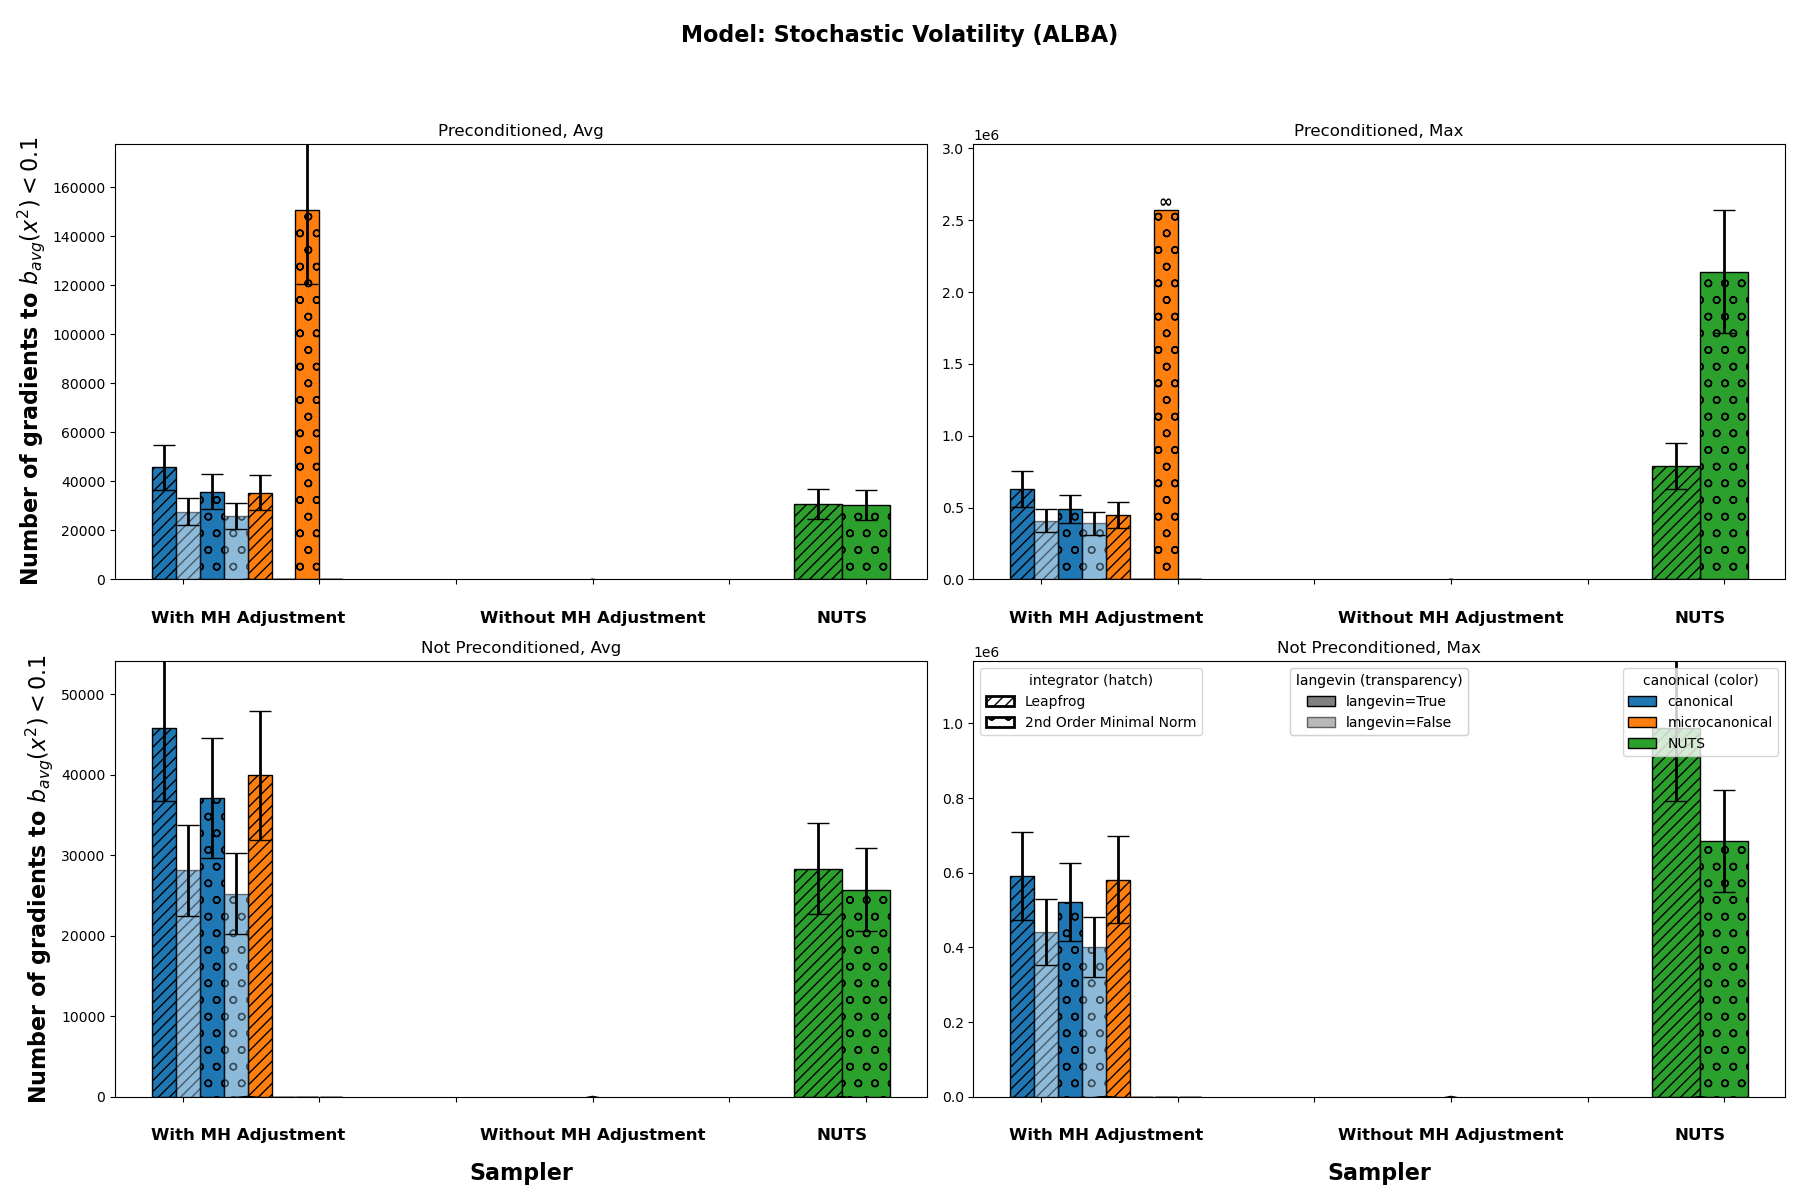 Model: Stochastic Volatility (ALBA)
Preconditioned, Avg
Number of gradients to b_avg(x²) < 0.1
160000
140000
120000
100000
80000
60000
40000
20000
0
With MH Adjustment
Without MH Adjustment
NUTS
Preconditioned, Max
1e6
3.0
2.5
2.0
1.5
1.0
0.5
0.0
∞
With MH Adjustment
Without MH Adjustment
NUTS
Not Preconditioned, Avg
Number of gradients to b_avg(x²) < 0.1
50000
40000
30000
20000
10000
0
With MH Adjustment
Without MH Adjustment
NUTS
Sampler
Not Preconditioned, Max
1e6
1.0
0.8
0.6
0.4
0.2
0.0
integrator (hatch)
Leapfrog
2nd Order Minimal Norm
langevin (transparency)
langevin=True
langevin=False
canonical (color)
canonical
microcanonical
NUTS
With MH Adjustment
Without MH Adjustment
NUTS
Sampler